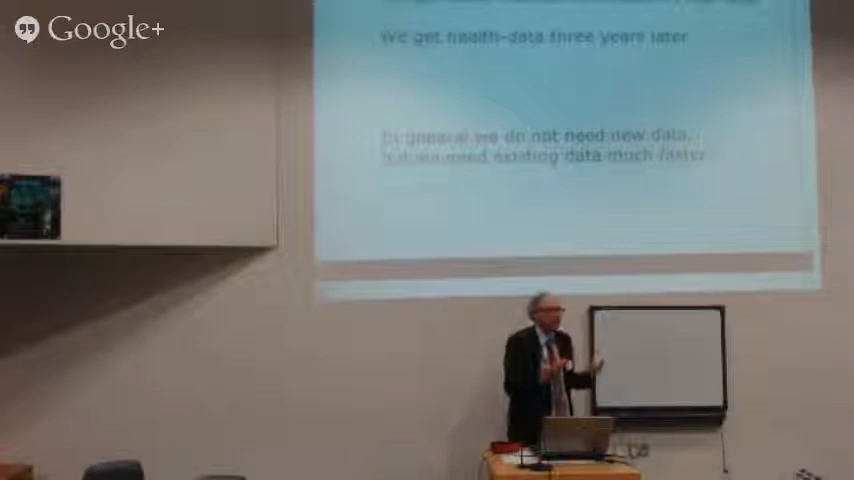 Google+
We get health-data three years later
In general we do not need new data,
but we need existing data much faster